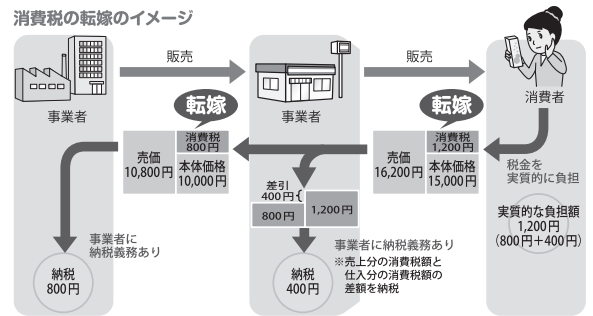 消費税の転嫁のイメージ
販売
販売
事業者
事業者
消費者
転嫁
転嫁
売価
10,800円
消費税
800円
本体価格
10,000円
売価
16,200円
消費税
1,200円
本体価格
15,000円
税金を
実質的に負担
差引
400円{
800円
1,200円
実質的な負担額
1,200円
（800円＋400円）
事業者に
納税義務あり
事業者に納税義務あり
※売上分の消費税額と
仕入分の消費税額の
差額を納税
納税
800円
納税
400円